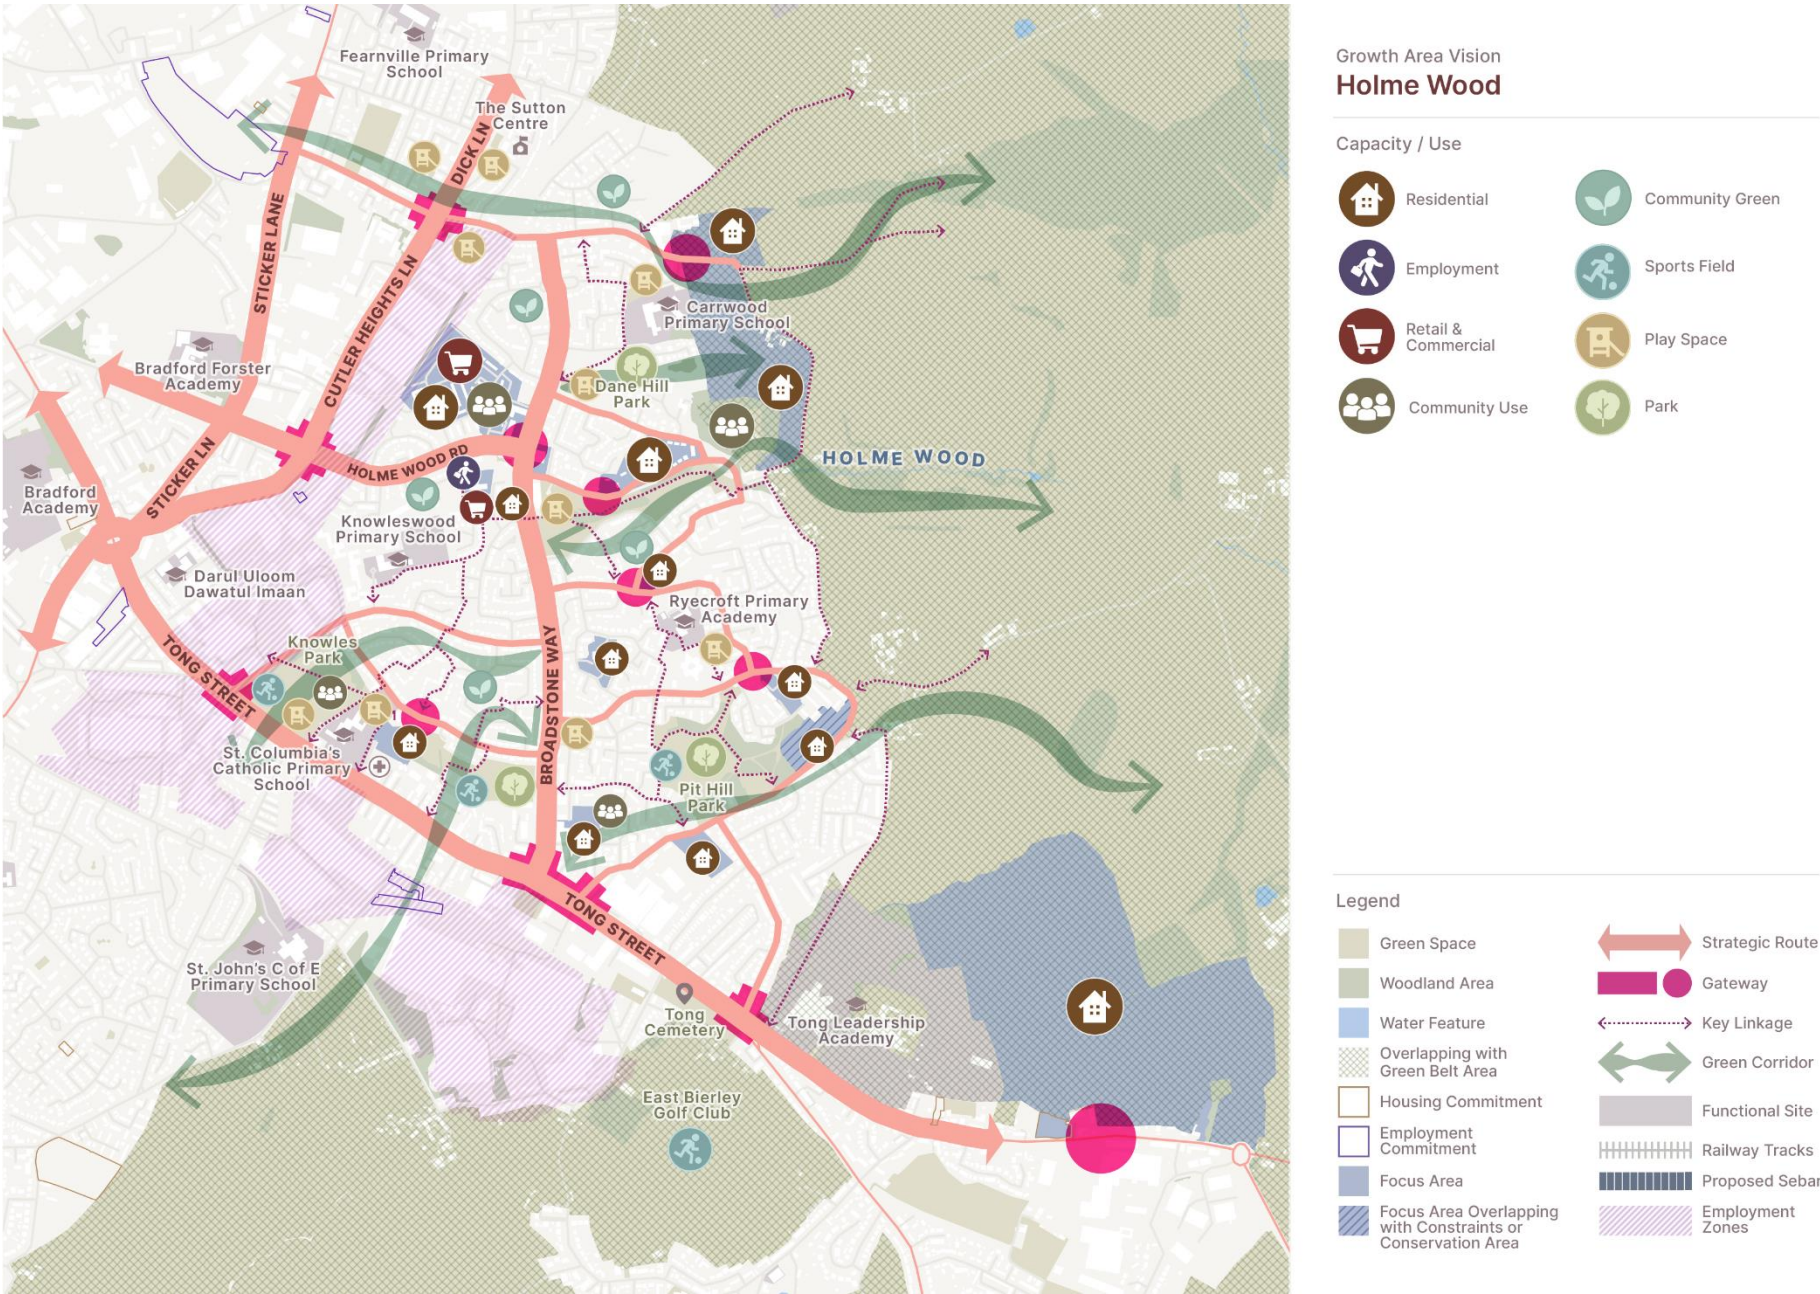 Growth Area Vision
Holme Wood
Capacity / Use
Residential
Employment
Retail &
Commercial
Community Use
Community Green
Sports Field
Play Space
Park
Legend
Green Space
Woodland Area
Water Feature
Overlapping with
Green Belt Area
Housing Commitment
Employment
Commitment
Focus Area
Focus Area Overlapping
with Constraints or
Conservation Area
Strategic Route
Gateway
Key Linkage
Green Corridor
Functional Site
Railway Tracks
Proposed Sebar
Employment
Zones
Fearnville Primary
School
The Sutton
Centre
DICK LN
STICKER LANE
CUTLER HEIGHTS LN
Carrwood
Primary School
Bradford Forster
Academy
Dane Hill
Park
HOLME WOOD
HOLME WOOD RD
STICKER LN
Bradford
Academy
Knowleswood
Primary School
Darul Uloom
Dawatul Imaan
Ryecroft Primary
Academy
Knowles
Park
TONG STREET
BROADSTONE WAY
St. Columbia's
Catholic Primary
School
Pit Hill
Park
TONG STREET
St. John's C of E
Primary School
Tong
Cemetery
Tong Leadership
Academy
East Bierley
Golf Club